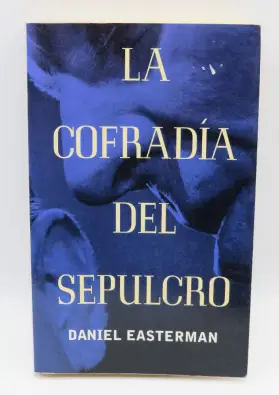 LA
COFRADÍA
DEL
SEPULCRO
DANIEL EASTERMAN